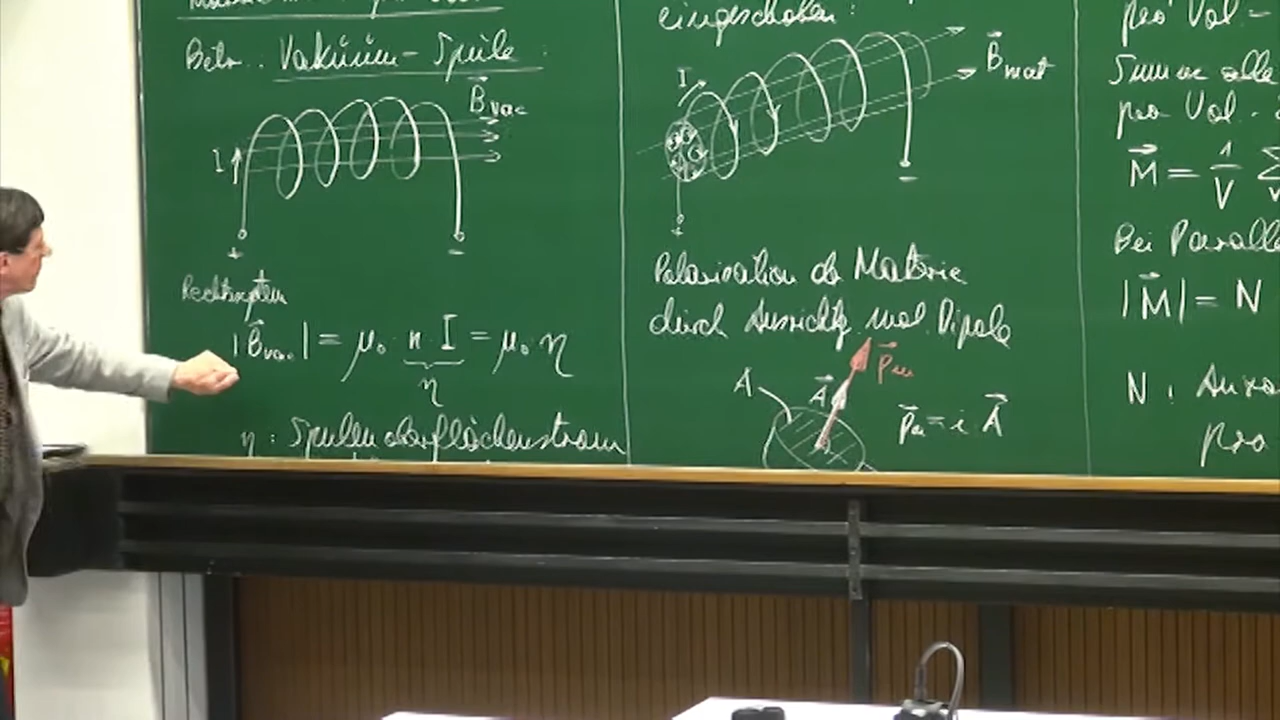 Betr.: Vakuum-Spule:
B⃗vac
I
+
–
|B⃗vac| = μ₀ n I = μ₀ η
η
η: Spulenoberflächenstrom
eingeschoben:
I
B⃗mat
+
–
Polarisation d. Materie
durch Ausrichtg mol. Dipole
A
A⃗
p⃗m
p⃗m = i A⃗
pro Vol –
Summe alle
pro Vol.
M⃗ = 1/V Σ
V
Bei Paralle
|M⃗| = N
N: Anza
pro